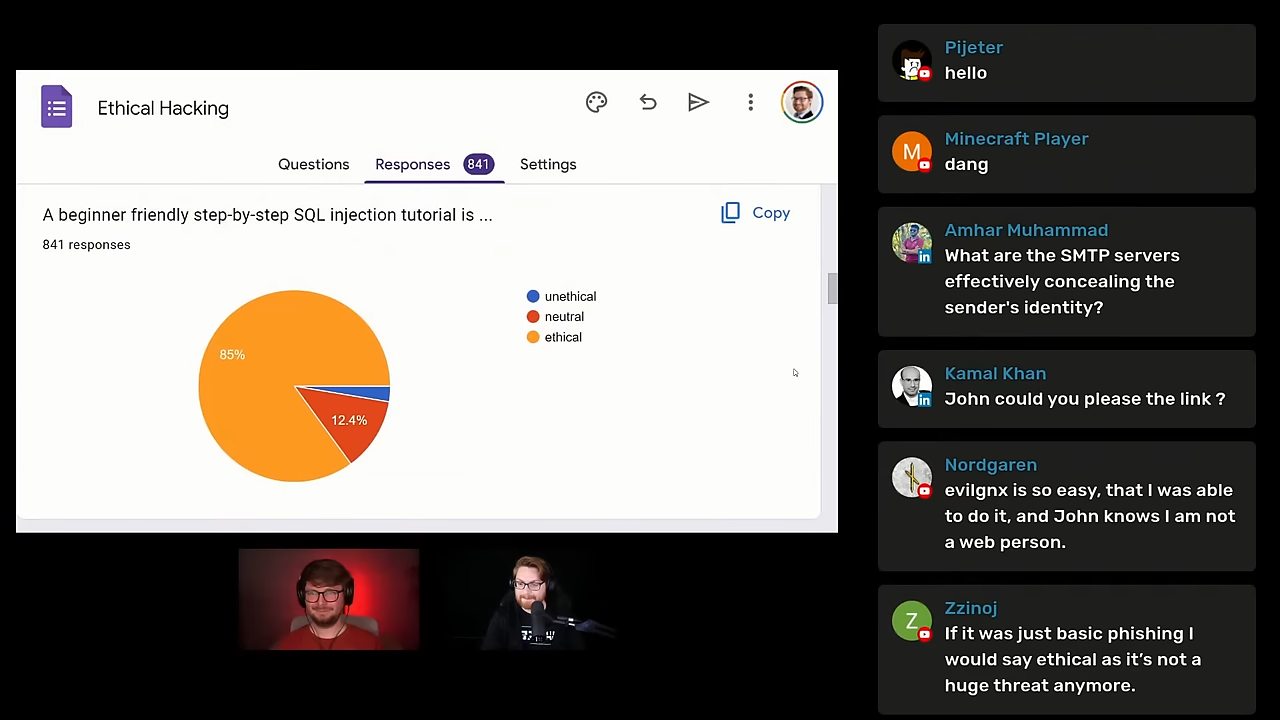 Ethical Hacking
Questions
Responses 841
Settings
A beginner friendly step-by-step SQL injection tutorial is ...
Copy
841 responses
85%
12.4%
unethical
neutral
ethical
Pijeter
hello
M
Minecraft Player
dang
Amhar Muhammad
What are the SMTP servers
effectively concealing the
sender's identity?
Kamal Khan
John could you please the link ?
Nordgaren
evilgnx is so easy, that I was able
to do it, and John knows I am not
a web person.
Z
Zzinoj
If it was just basic phishing I
would say ethical as it’s not a
huge threat anymore.